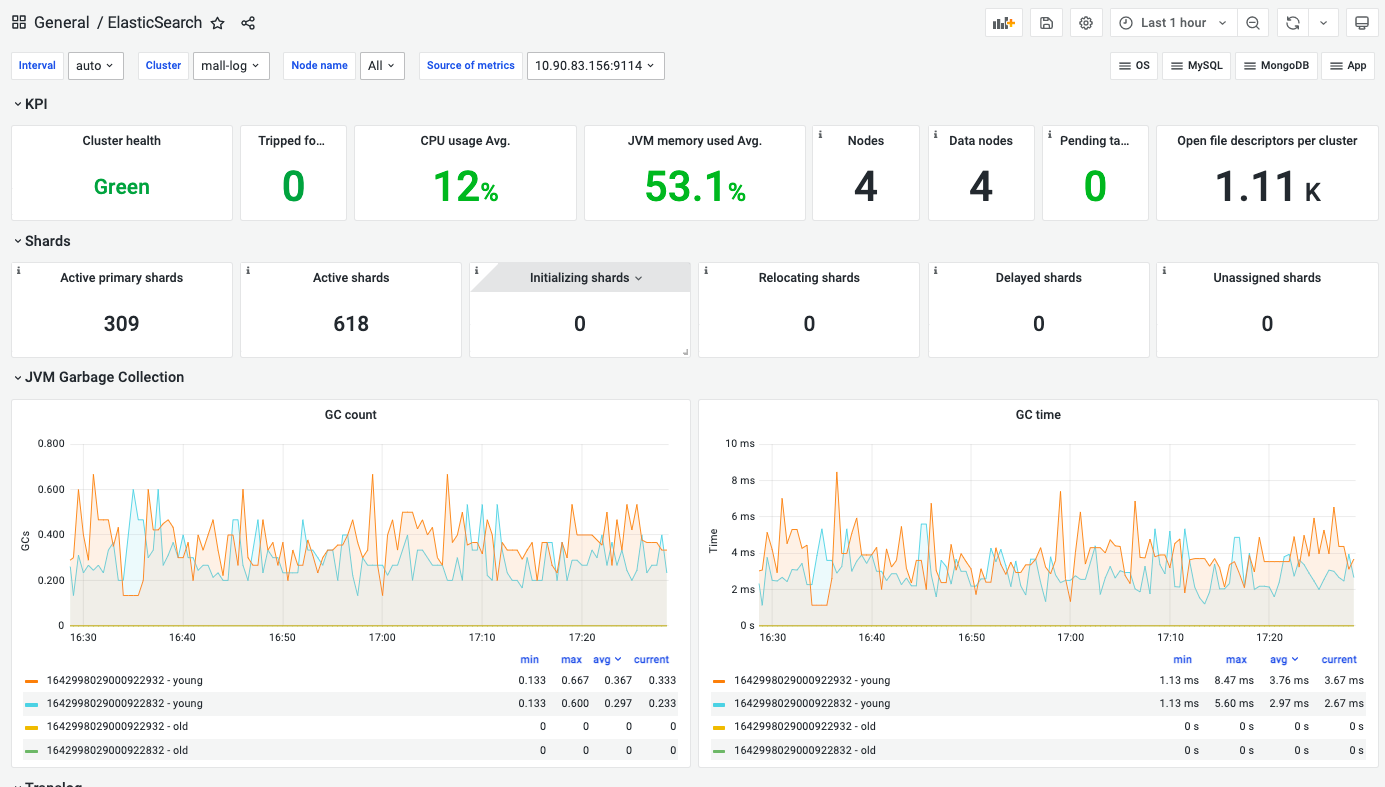 General / ElasticSearch
Last 1 hour
Interval auto Cluster mall-log Node name All Source of metrics 10.90.83.156:9114 OS MySQL MongoDB App
KPI
Cluster health Tripped fo... CPU usage Avg. JVM memory used Avg. Nodes Data nodes Pending ta... Open file descriptors per cluster
Green 0 12% 53.1% 4 4 0 1.11 K
Shards
Active primary shards Active shards Initializing shards Relocating shards Delayed shards Unassigned shards
309 618 0 0 0 0
JVM Garbage Collection
GC count
0.800
0.600
0.400
0.200
0
GCs
16:30 16:40 16:50 17:00 17:10 17:20
min max avg current
1642998029000922932 - young 0.133 0.667 0.367 0.333
1642998029000922832 - young 0.133 0.600 0.297 0.233
1642998029000922932 - old 0 0 0 0
1642998029000922832 - old 0 0 0 0
GC time
10 ms
8 ms
6 ms
4 ms
2 ms
0 s
Time
16:30 16:40 16:50 17:00 17:10 17:20
min max avg current
1642998029000922932 - young 1.13 ms 8.47 ms 3.76 ms 3.67 ms
1642998029000922832 - young 1.13 ms 5.60 ms 2.97 ms 2.67 ms
1642998029000922932 - old 0 s 0 s 0 s 0 s
1642998029000922832 - old 0 s 0 s 0 s 0 s
Translog